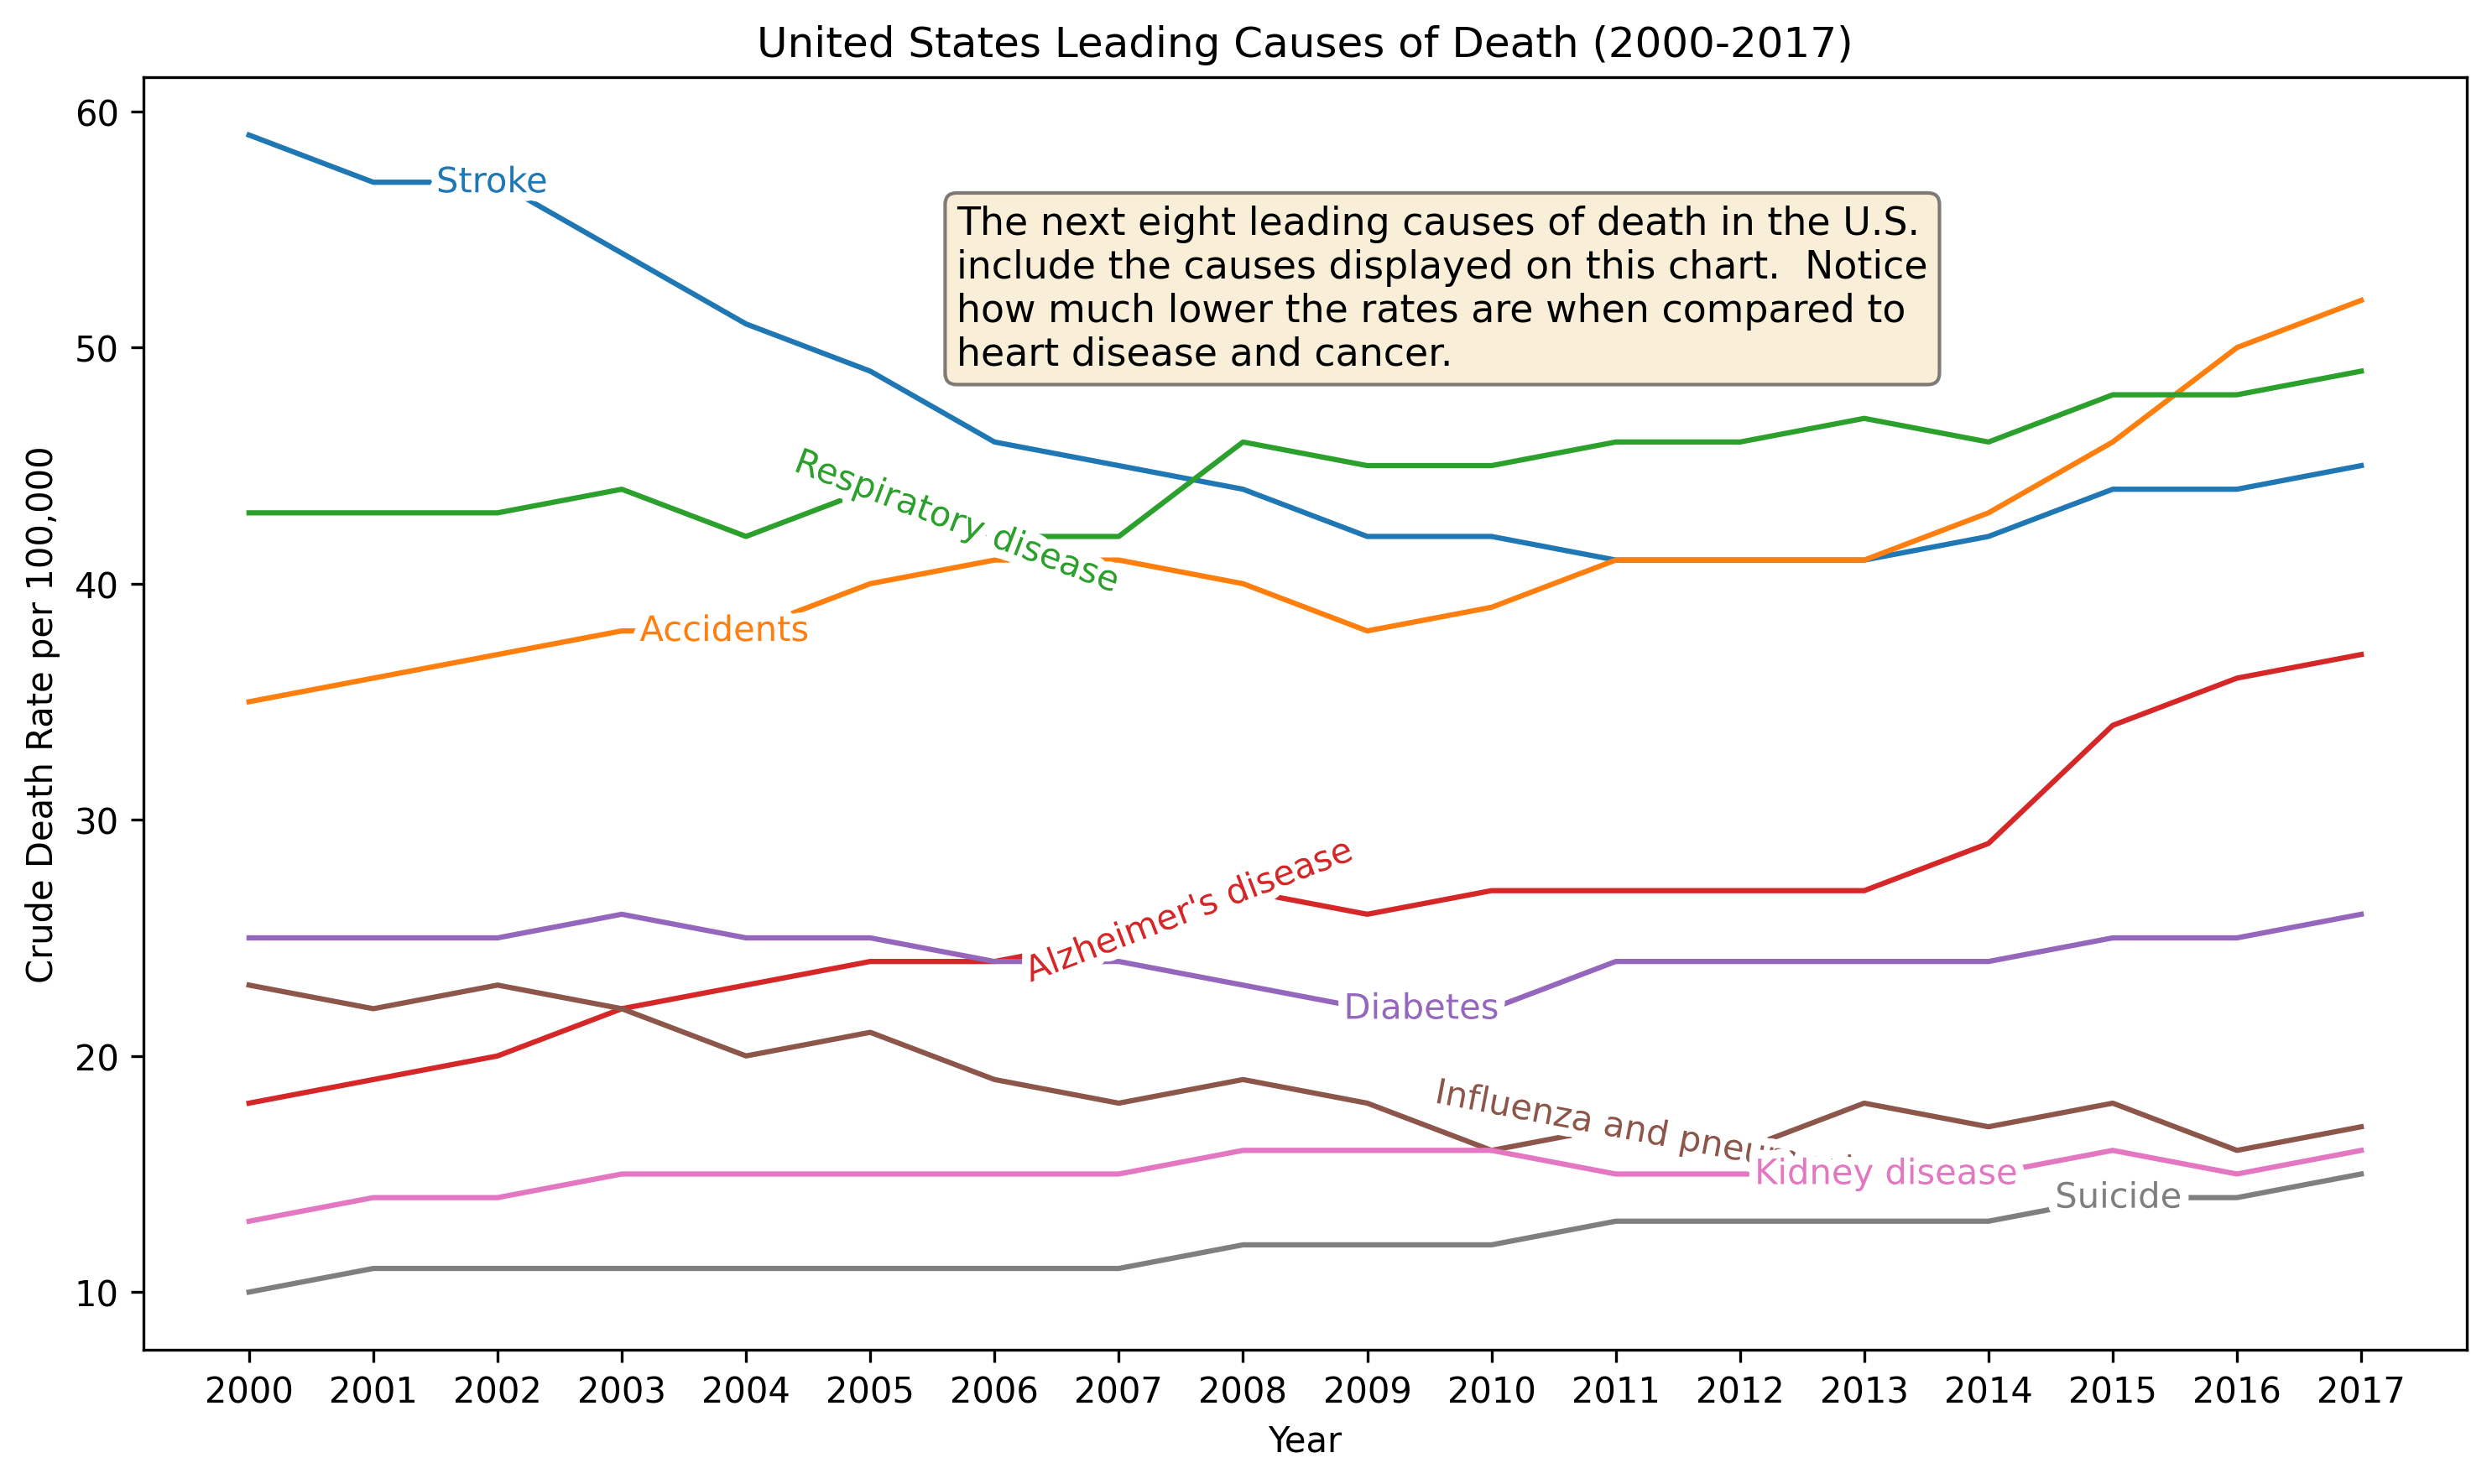 United States Leading Causes of Death (2000-2017)
Crude Death Rate per 100,000
60
50
40
30
20
10
Stroke
The next eight leading causes of death in the U.S.
include the causes displayed on this chart.  Notice
how much lower the rates are when compared to
heart disease and cancer.
Respiratory disease
Accidents
Alzheimer's disease
Diabetes
Influenza and
Kidney disease
Suicide
2000 2001 2002 2003 2004 2005 2006 2007 2008 2009 2010 2011 2012 2013 2014 2015 2016 2017
Year